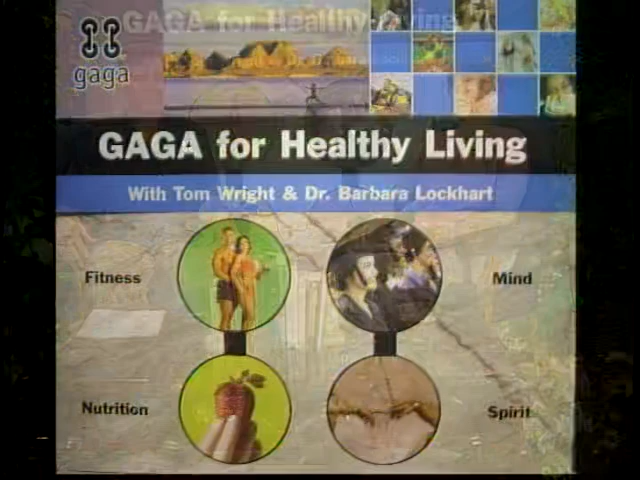 GAGA for Healthy Living
gaga
GAGA for Healthy Living
With Tom Wright & Dr. Barbara Lockhart
Fitness
Mind
Nutrition
Spirit